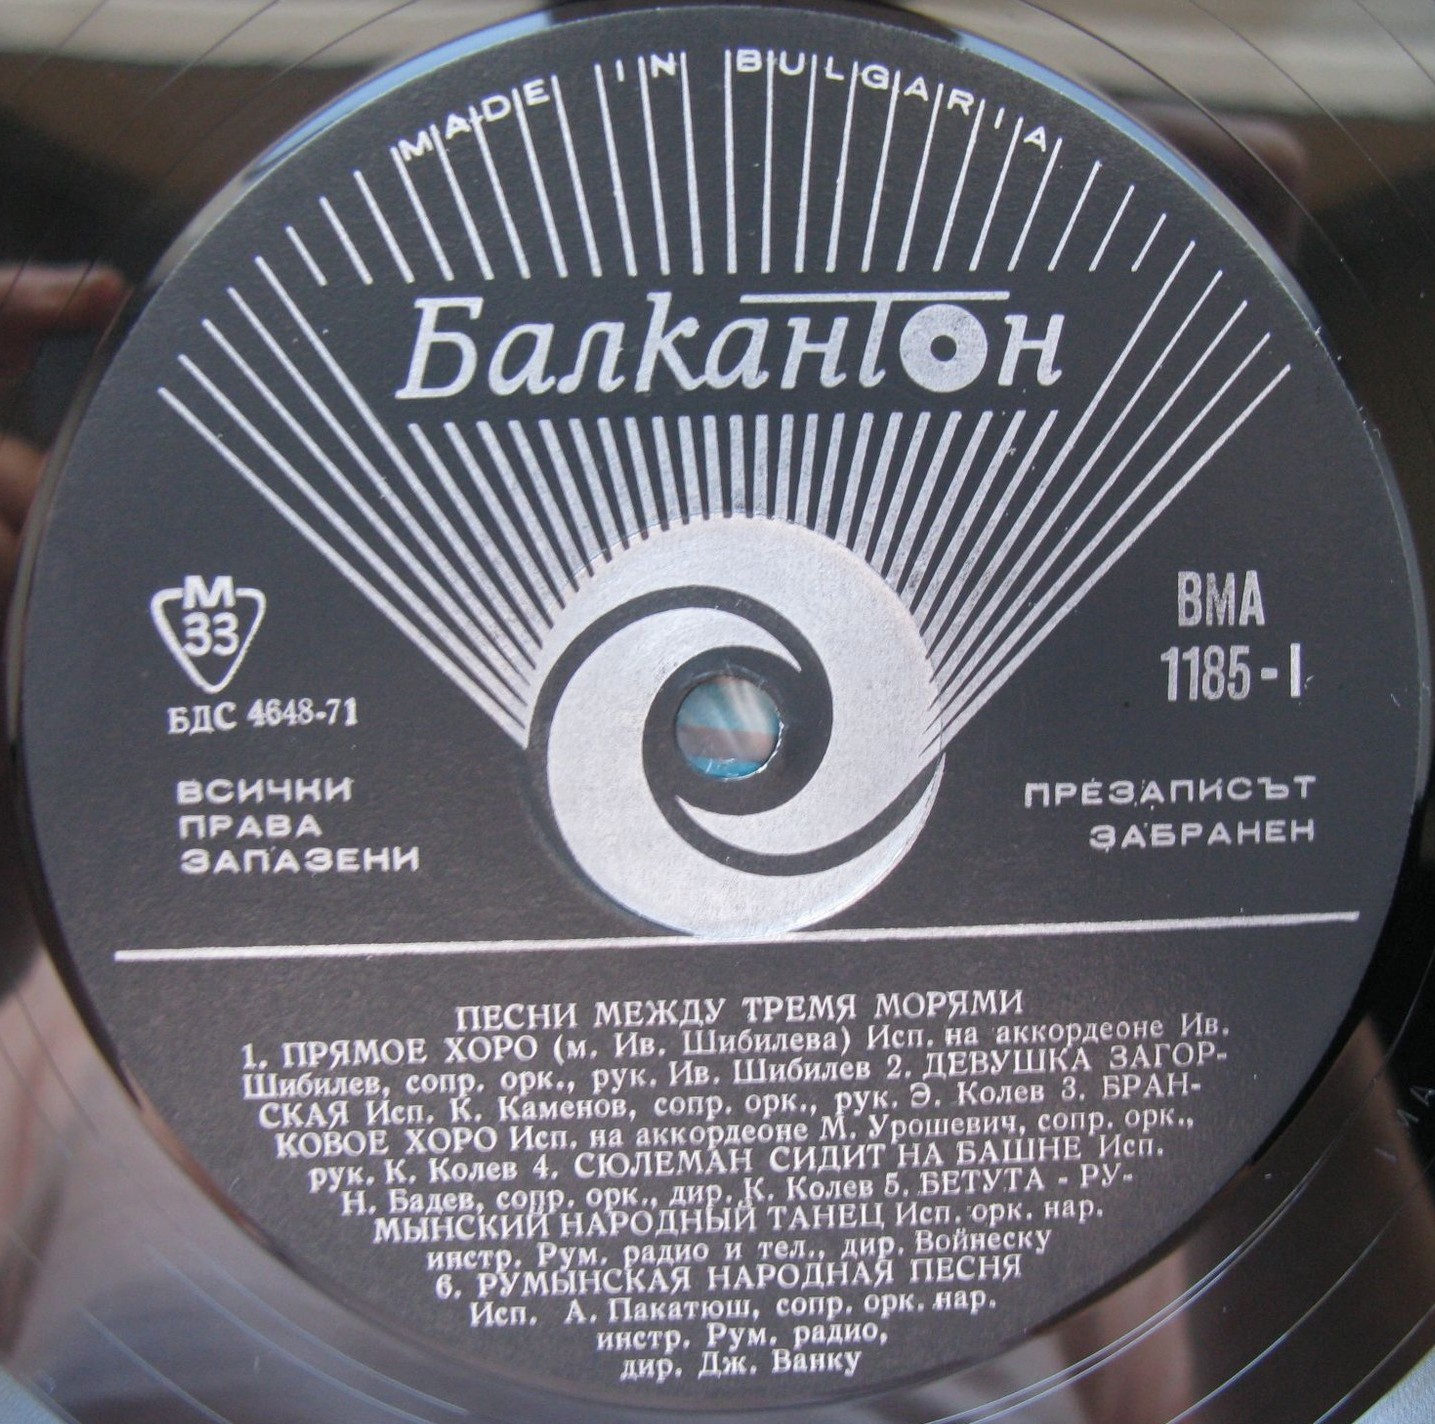 MADE IN BULGARIA
Балкантон
М
33
БДС 4648-71
ВМА
1185-I
ВСИЧКИ
ПРАВА
ЗАПАЗЕНИ
ПРЕЗАПИСЪТ
ЗАБРАНЕН
ПЕСНИ МЕЖДУ ТРЕМЯ МОРЯМИ
1. ПРЯМОЕ ХОРО (м. Ив. Шибилева) Исп. на аккордеоне Ив.
Шибилев, сопр. орк., рук. Ив. Шибилев 2. ДЕВУШКА ЗАГОР-
СКАЯ Исп. К. Каменов, сопр. орк., рук. Э. Колев 3. БРАН-
КОВОЕ ХОРО Исп. на аккордеоне М. Урошевич, сопр. орк.,
рук. К. Колев 4. СЮЛЕМАН СИДИТ НА БАШНЕ Исп.
Н. Бадев, сопр. орк., дир. К. Колев 5. БЕТУТА - РУ-
МЫНСКИЙ НАРОДНЫЙ ТАНЕЦ Исп. орк. нар.
инстр. Рум. радио и тел., дир. Войнеску
6. РУМЫНСКАЯ НАРОДНАЯ ПЕСНЯ
Исп. А. Пакатюш, сопр. орк. нар.
инстр. Рум. радио,
дир. Дж. Ванку